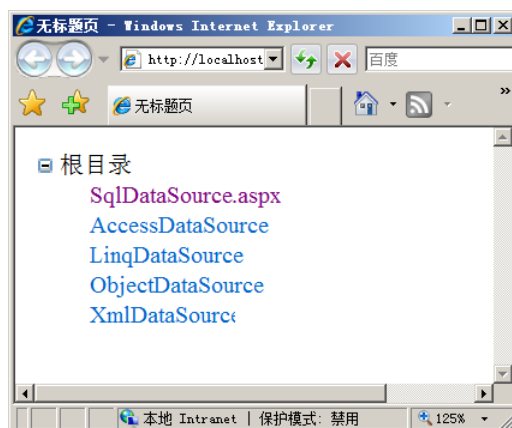 无标题页 - Windows Internet Explorer
http://localhost
百度
无标题页
»
根目录
SqlDataSource.aspx
AccessDataSource
LinqDataSource
ObjectDataSource
XmlDataSource
本地 Intranet | 保护模式: 禁用
125%